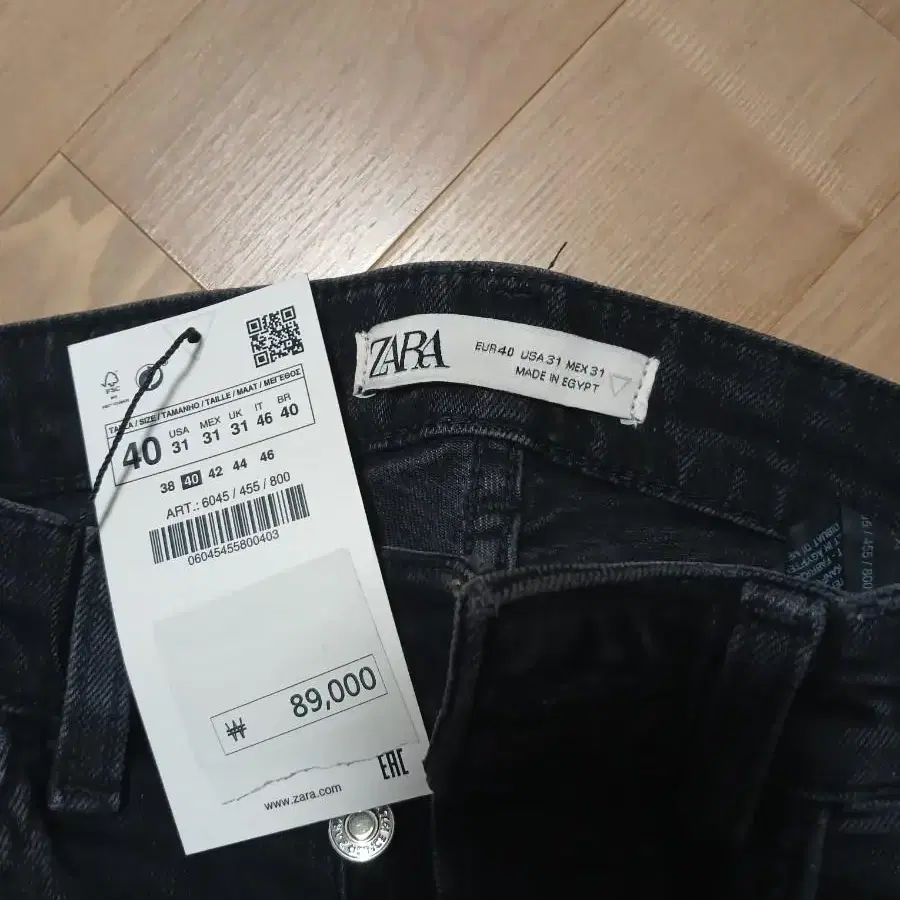 TALLA / SIZE / TAMANHO / TAILLE / MAAT / ΜΕΓΕΘΟΣ
40
USA MEX UK IT BR
31 31 31 46 40
38 40 42 44 46
ART.: 6045 / 455 / 800
06045455800403
₩ 89,000
EAC
www.zara.com
ZARA
EUR 40 USA 31 MEX 31
MADE IN EGYPT
455 / 800